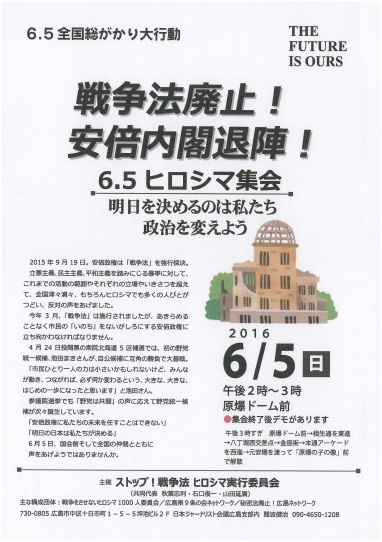 6.5全国総がかり大行動
THE
FUTURE
IS OURS
戦争法廃止！
安倍内閣退陣！
6.5ヒロシマ集会
明日を決めるのは私たち
政治を変えよう
2015年9月19日。安倍政権は「戦争法」を強行採決。
立憲主義、民主主義、平和主義を踏みにじる暴挙に対して、
これまでの活動の範囲やそれぞれの立場やいきさつを超え
て、全国津々浦々、もちろんヒロシマでも多くの人びとが
つどい、反対の声をあげました。
今年3月、「戦争法」は施行されましたが、あきらめる
ことなく市民の「いのち」をないがしろにする安倍政権に
立ち向かわなければなりません。
4月24日投開票の衆院北海道5区補選では、初の野党
統一候補、池田まきさんが、自公候補に互角の勝負で大善戦。
「市民ひとり一人の力は小さいかもしれないけど、みんな
が動き、つながれば、必ず何か変わるという、大きな、大きな、
はじめの一歩になったと思います」と池田さん。
参議院選挙でも「野党は共闘」の声に応えて野党統一候
補が次々誕生しています。
「安倍政権に私たちの未来を任すことはできない」
「明日の日本は私たちが決める」
6月5日、国会前そして全国の仲間とともに
声をあげようではありませんか。
2016
6/5日
午後2時～3時
原爆ドーム前
●集会終了後デモがあります
午後3時すぎ 原爆ドーム前→相生通を東進
→八丁堀西交差点→金座街→本通アーケード
を西進→元安橋を渡って「原爆の子の像」前
で解散
主催 ストップ！戦争法 ヒロシマ実行委員会
（共同代表 秋葉忠利・石口俊一・山田延廣）
主な構成団体：戦争をさせないヒロシマ1000人委員会／広島県9条の会ネットワーク／秘密法廃止！広島ネットワーク
730-0805 広島市中区十日市町1－5－5坪池ビル2F 日本ジャーナリスト会議広島支部内 難波健治 090-4650-1208